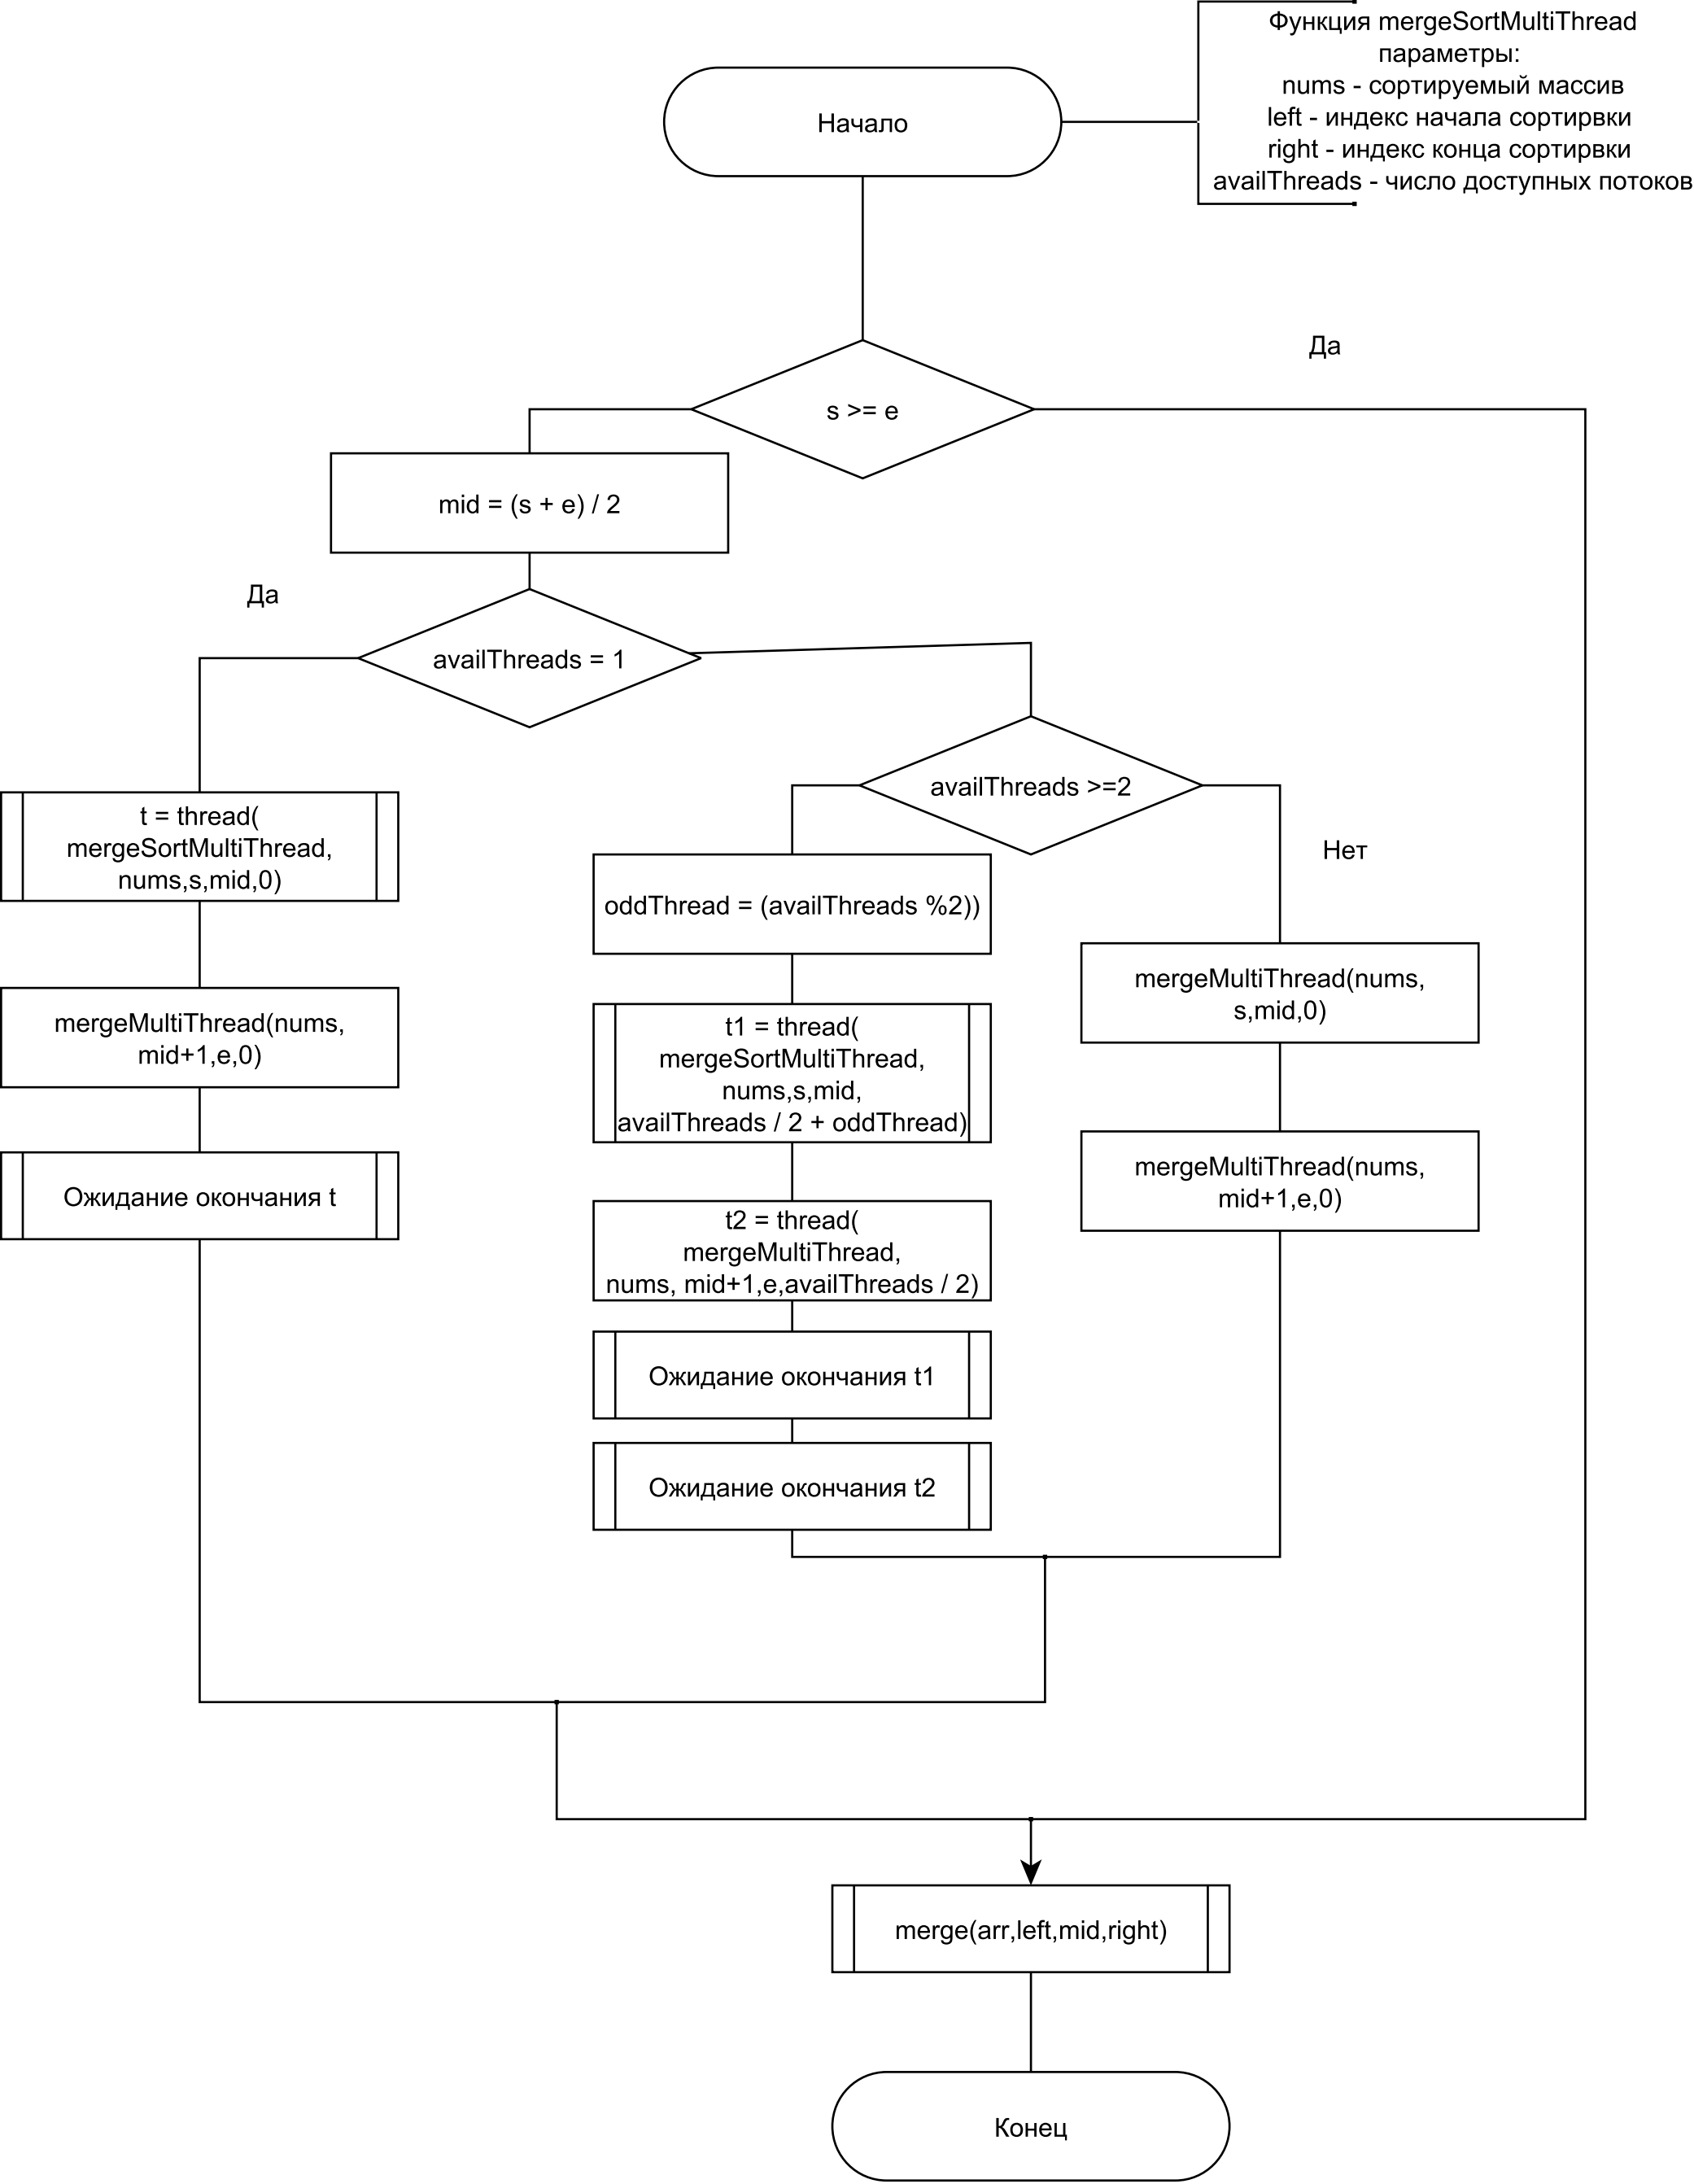 Функция mergeSortMultiThread
параметры:
nums - сортируемый массив
left - индекс начала сортирвки
right - индекс конца сортирвки
availThreads - число доступных потоков
Начало
Да
s >= e
mid = (s + e) / 2
Да
availThreads = 1
availThreads >=2
Нет
t = thread(
mergeSortMultiThread,
nums,s,mid,0)
mergeMultiThread(nums,
mid+1,e,0)
Ожидание окончания t
oddThread = (availThreads %2))
t1 = thread(
mergeSortMultiThread,
nums,s,mid,
availThreads / 2 + oddThread)
t2 = thread(
mergeMultiThread,
nums, mid+1,e,availThreads / 2)
Ожидание окончания t1
Ожидание окончания t2
mergeMultiThread(nums,
s,mid,0)
mergeMultiThread(nums,
mid+1,e,0)
merge(arr,left,mid,right)
Конец